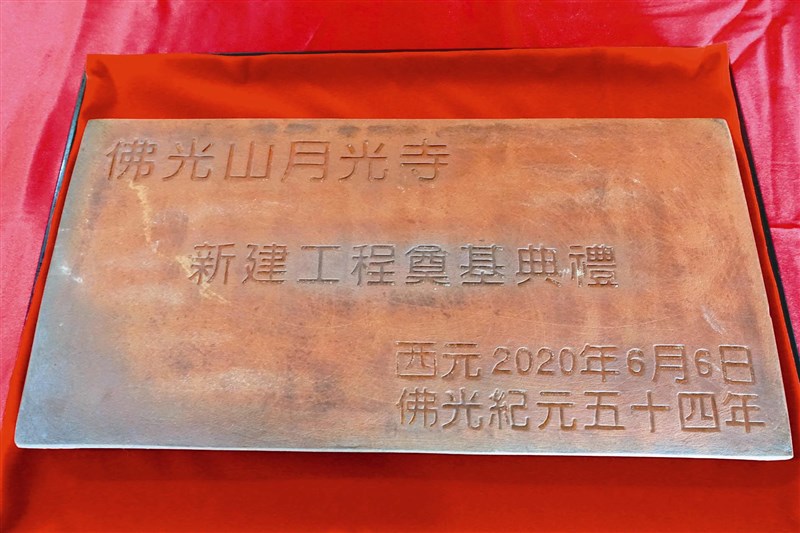 佛光山月光寺
新建工程奠基典禮
西元2020年6月6日
佛光紀元五十四年